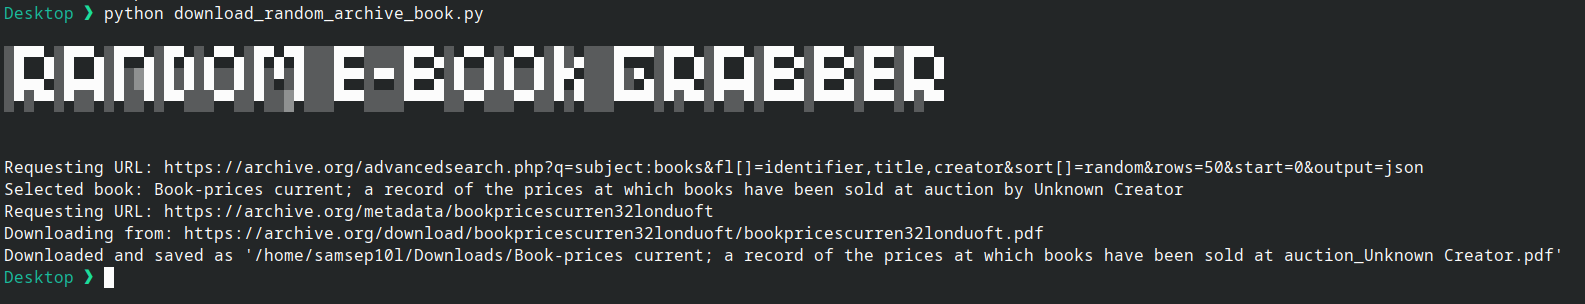 Desktop ❯ python download_random_archive_book.py
RANDOM E-BOOK GRABBER
Requesting URL: https://archive.org/advancedsearch.php?q=subject:books&fl[]=identifier,title,creator&sort[]=random&rows=50&start=0&output=json
Selected book: Book-prices current; a record of the prices at which books have been sold at auction by Unknown Creator
Requesting URL: https://archive.org/metadata/bookpricescurren32londuoft
Downloading from: https://archive.org/download/bookpricescurren32londuoft/bookpricescurren32londuoft.pdf
Downloaded and saved as '/home/samsep10l/Downloads/Book-prices current; a record of the prices at which books have been sold at auction_Unknown Creator.pdf'
Desktop ❯